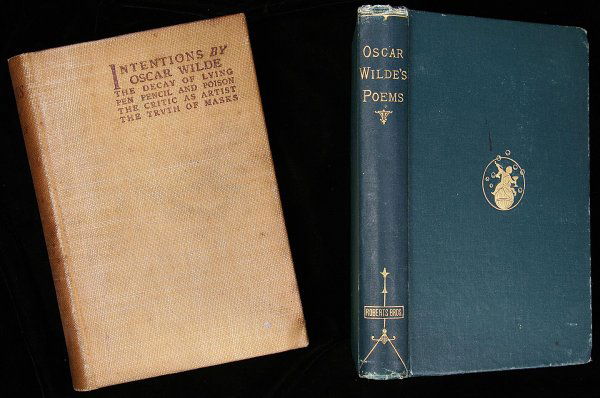 INTENTIONS BY
OSCAR WILDE
THE DECAY OF LYING
PEN PENCIL AND POISON
THE CRITIC AS ARTIST
THE TRVTH OF MASKS
OSCAR
WILDE'S
POEMS
ROBERTS BROS.